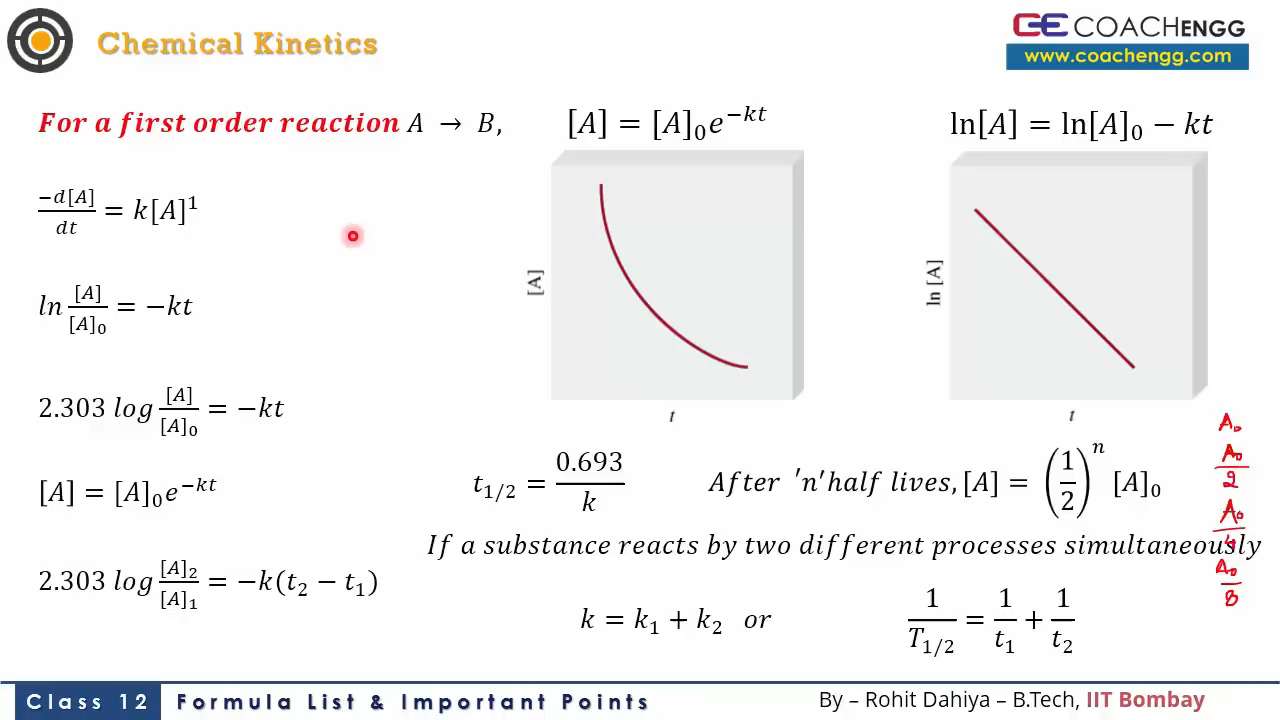 Chemical Kinetics
CE COACHENGG
www.coachengg.com
For a first order reaction A → B,
[A] = [A]₀e^(−kt)
ln[A] = ln[A]₀ − kt
−d[A]/dt = k[A]¹
ln [A]/[A]₀ = −kt
2.303 log [A]/[A]₀ = −kt
[A] = [A]₀e^(−kt)
2.303 log [A]₂/[A]₁ = −k(t₂ − t₁)
[A]
t
ln [A]
t
t₁/₂ = 0.693/k
After 'n' half lives, [A] = (1/2)ⁿ [A]₀
If a substance reacts by two different processes simultaneously
k = k₁ + k₂ or
1/T₁/₂ = 1/t₁ + 1/t₂
A₀
A₀/2
A₀/4
A₀/8
Class 12
Formula List & Important Points
By – Rohit Dahiya – B.Tech, IIT Bombay